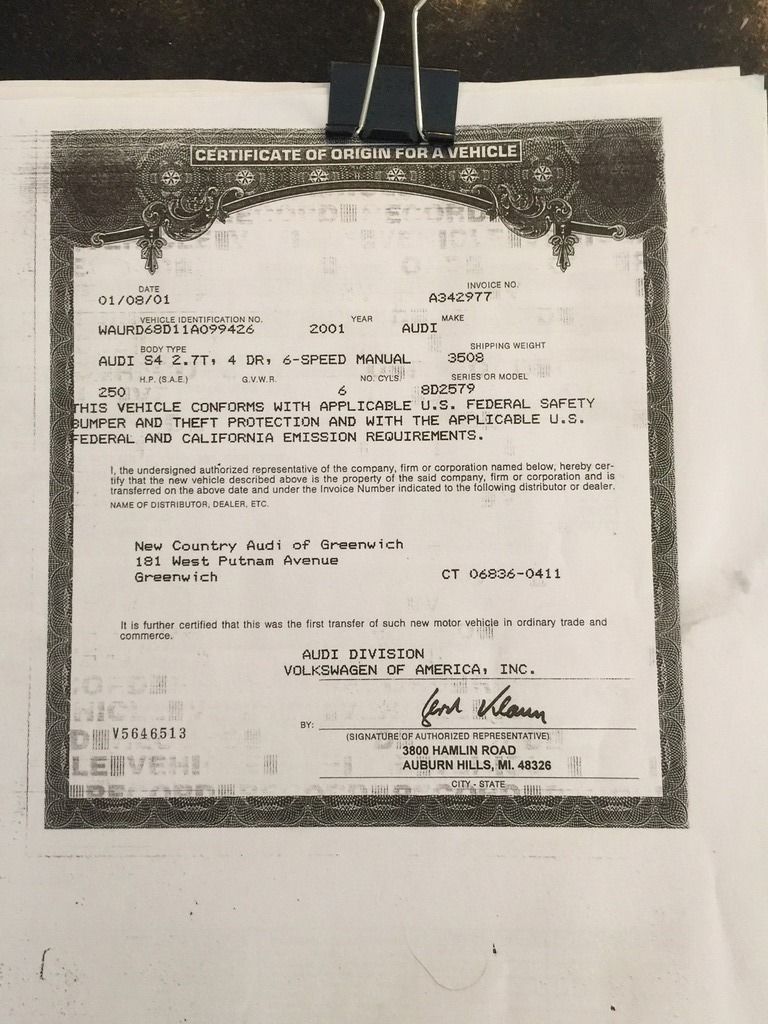 CERTIFICATE OF ORIGIN FOR A VEHICLE
DATE INVOICE NO.
01/08/01 A342977
VEHICLE IDENTIFICATION NO. YEAR MAKE
WAURD68D11A099426 2001 AUDI
BODY TYPE SHIPPING WEIGHT
AUDI S4 2.7T, 4 DR, 6-SPEED MANUAL 3508
H.P. (S.A.E.) G.V.W.R. NO. CYLS. SERIES OR MODEL
250 6 8D2579
THIS VEHICLE CONFORMS WITH APPLICABLE U.S. FEDERAL SAFETY
BUMPER AND THEFT PROTECTION AND WITH THE APPLICABLE U.S.
FEDERAL AND CALIFORNIA EMISSION REQUIREMENTS.
I, the undersigned authorized representative of the company, firm or corporation named below, hereby cer-
tify that the new vehicle described above is the property of the said company, firm or corporation and is
transferred on the above date and under the Invoice Number indicated to the following distributor or dealer.
NAME OF DISTRIBUTOR, DEALER, ETC.
New Country Audi of Greenwich
181 West Putnam Avenue
Greenwich CT 06836-0411
It is further certified that this was the first transfer of such new motor vehicle in ordinary trade and
commerce.
AUDI DIVISION
VOLKSWAGEN OF AMERICA, INC.
BY:
V5646513
(SIGNATURE OF AUTHORIZED REPRESENTATIVE)
3800 HAMLIN ROAD
AUBURN HILLS, MI. 48326
CITY - STATE